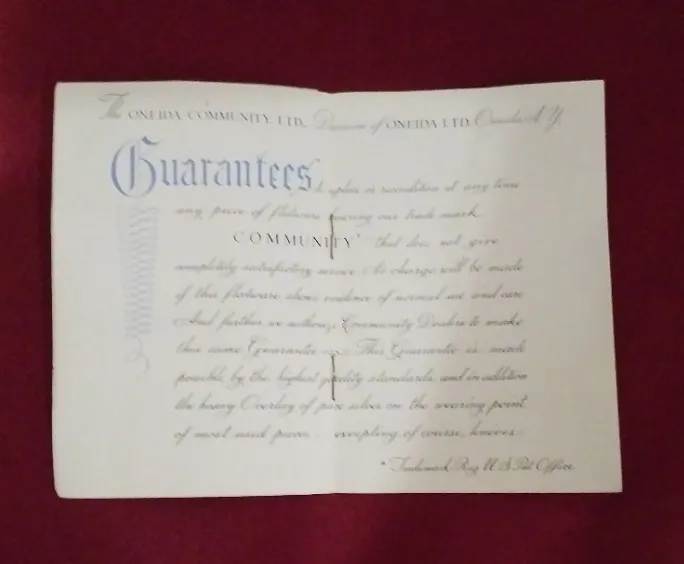 The ONEIDA COMMUNITY, LTD., Division of ONEIDA LTD. Oneida N.Y.
Guarantees to replace or recondition at any time
any piece of flatware bearing our trade mark
COMMUNITY* that does not give
completely satisfactory service. No charge will be made
if this flatware shows evidence of normal use and care
And further we authorize Community Dealers to make
this same Guarantee This Guarantee is made
possible by the highest quality standards and in addition
the heavy Overlay of pure silver on the wearing point
of most used pieces excepting of course, knives
* Trademark Reg. U.S. Pat. Office